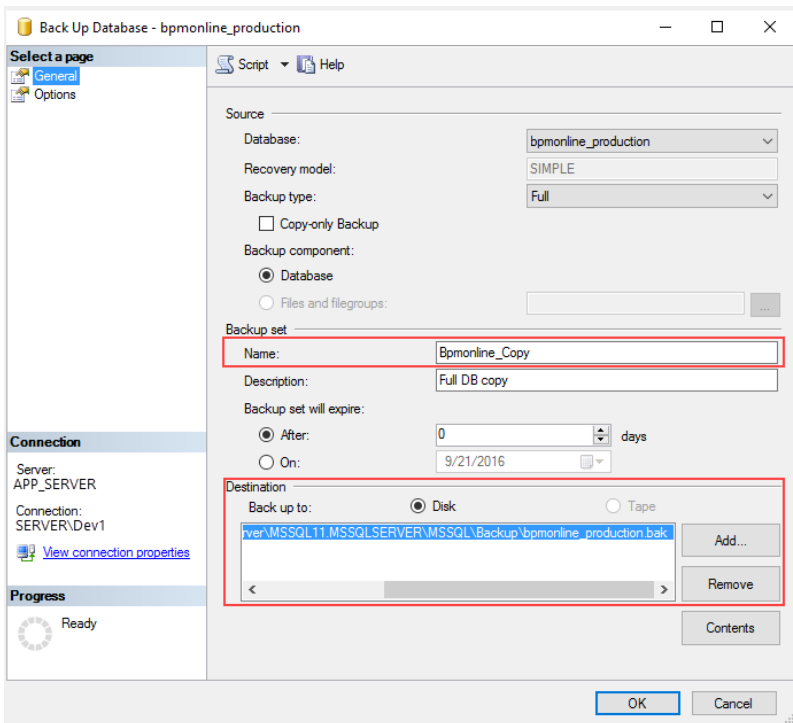 Back Up Database - bpmonline_production
Select a page
General
Options
Script Help
Source
Database: bpmonline_production
Recovery model: SIMPLE
Backup type: Full
Copy-only Backup
Backup component:
Database
Files and filegroups: ...
Backup set
Name: Bpmonline_Copy
Description: Full DB copy
Backup set will expire:
After: 0 days
On: 9/21/2016
Destination
Back up to: Disk Tape
rver\MSSQL11.MSSQLSERVER\MSSQL\Backup\bpmonline_production.bak
Add...
Remove
Contents
Connection
Server:
APP_SERVER
Connection:
SERVER\Dev1
View connection properties
Progress
Ready
OK Cancel